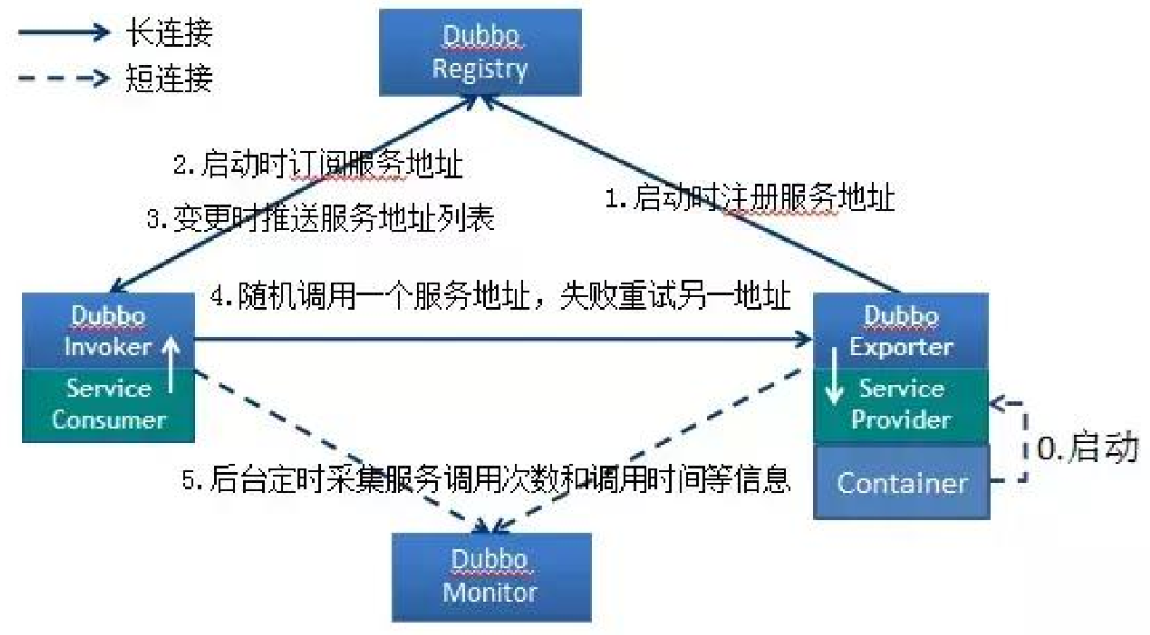 长连接
短连接
Dubbo
Registry
2.启动时订阅服务地址
3.变更时推送服务地址列表
1.启动时注册服务地址
4.随机调用一个服务地址，失败重试另一地址
Dubbo
Invoker
Service
Consumer
Dubbo
Exporter
Service
Provider
Container
0.启动
5.后台定时采集服务调用次数和调用时间等信息
Dubbo
Monitor